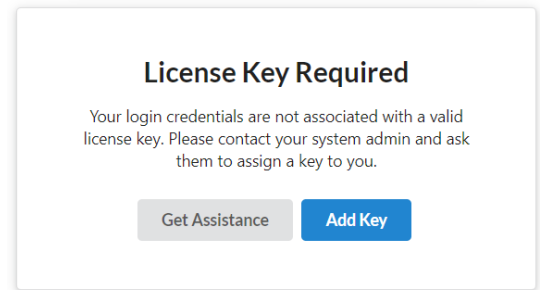 License Key Required
Your login credentials are not associated with a valid
license key. Please contact your system admin and ask
them to assign a key to you.
Get Assistance
Add Key